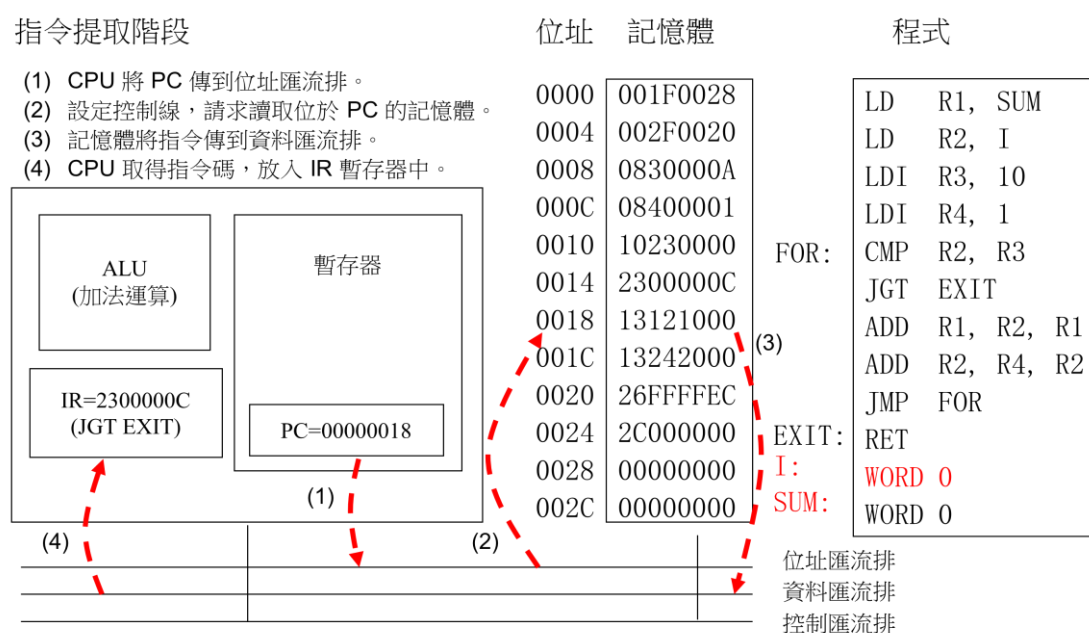 指令提取階段
(1) CPU 將 PC 傳到位址匯流排。
(2) 設定控制線，請求讀取位於 PC 的記憶體。
(3) 記憶體將指令傳到資料匯流排。
(4) CPU 取得指令碼，放入 IR 暫存器中。
ALU
(加法運算)
暫存器
IR=2300000C
(JGT EXIT)
PC=00000018
(1)
(4)
(2)
(3)
位址 記憶體 程式
0000 001F0028 LD R1, SUM
0004 002F0020 LD R2, I
0008 0830000A LDI R3, 10
000C 08400001 LDI R4, 1
0010 10230000 FOR: CMP R2, R3
0014 2300000C JGT EXIT
0018 13121000 ADD R1, R2, R1
001C 13242000 ADD R2, R4, R2
0020 26FFFFEC JMP FOR
0024 2C000000 EXIT: RET
0028 00000000 I: WORD 0
002C 00000000 SUM: WORD 0
位址匯流排
資料匯流排
控制匯流排